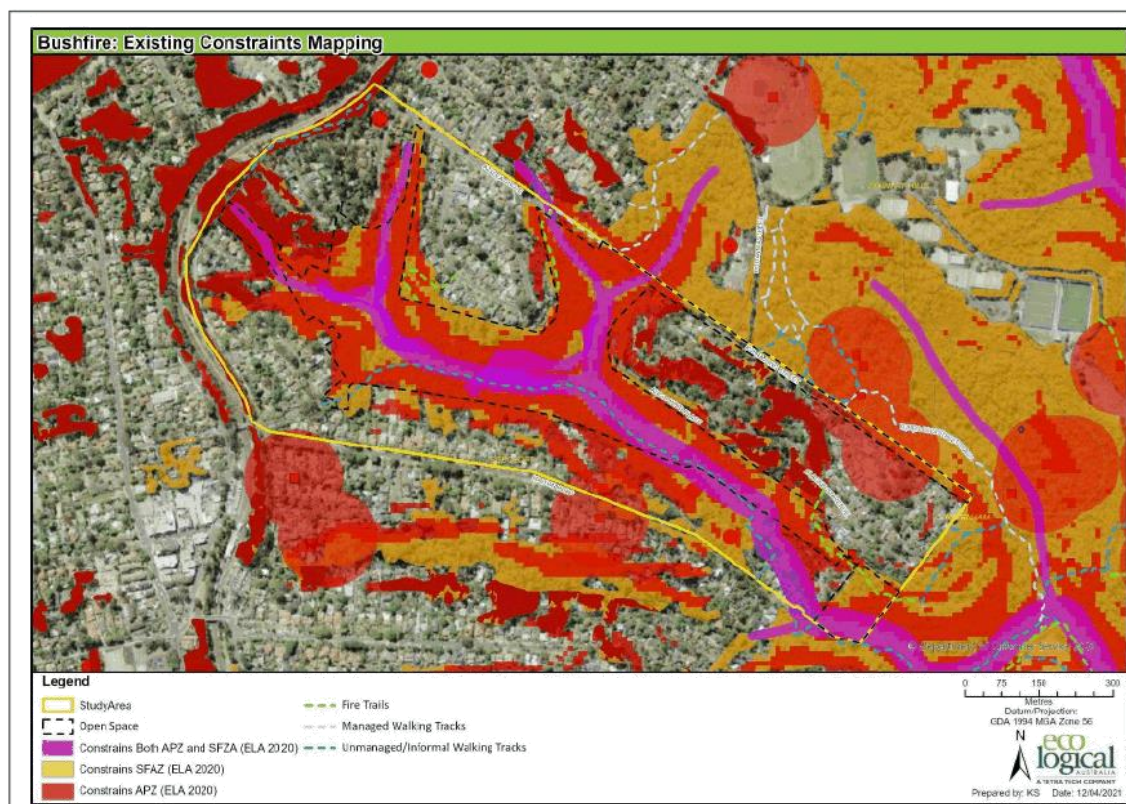 Bushfire: Existing Constraints Mapping
Legend
StudyArea
Open Space
Constrains Both APZ and SFZA (ELA 2020)
Constrains SFAZ (ELA 2020)
Constrains APZ (ELA 2020)
Fire Trails
Managed Walking Tracks
Unmanaged/Informal Walking Tracks
0 75 150 300
Metres
Datum/Projection:
GDA 1994 MGA Zone 56
N
eco
logical
AUSTRALIA
A TETRA TECH COMPANY
Prepared by: KS Date: 12/04/2021